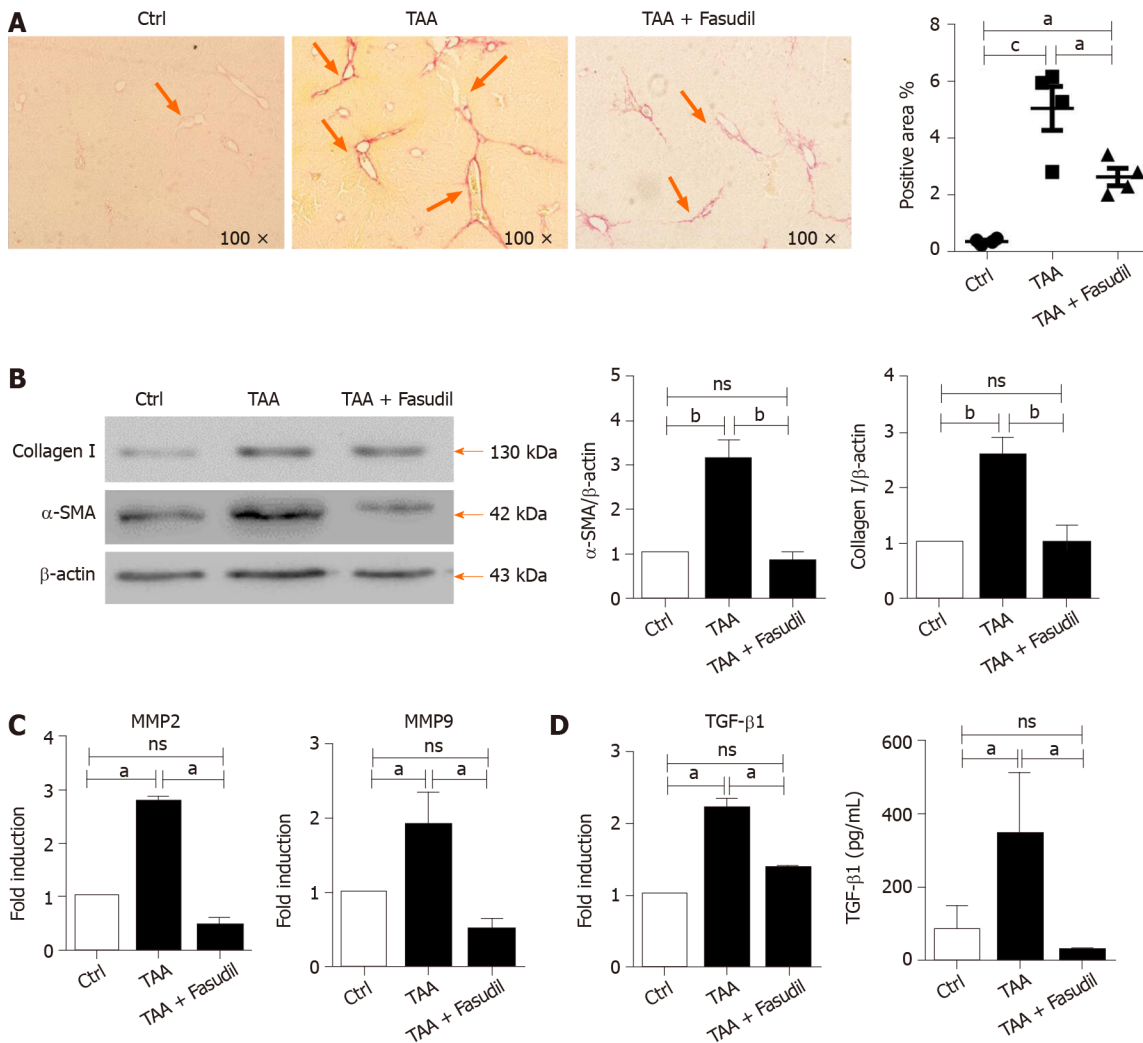 A
Ctrl
TAA
TAA + Fasudil
100 ×
100 ×
100 ×
Positive area %
8
6
4
2
0
a
c
a
Ctrl
TAA
TAA + Fasudil
B
Ctrl
TAA
TAA + Fasudil
Collagen I
130 kDa
α-SMA
42 kDa
β-actin
43 kDa
α-SMA/β-actin
5
4
3
2
1
0
ns
b
b
Ctrl
TAA
TAA + Fasudil
Collagen I/β-actin
4
3
2
1
0
ns
b
b
Ctrl
TAA
TAA + Fasudil
C
MMP2
Fold induction
4
3
2
1
0
ns
a
a
Ctrl
TAA
TAA + Fasudil
MMP9
Fold induction
3
2
1
0
ns
a
a
Ctrl
TAA
TAA + Fasudil
D
TGF-β1
Fold induction
3
2
1
0
ns
a
a
Ctrl
TAA
TAA + Fasudil
TGF-β1 (pg/mL)
600
400
200
0
ns
a
a
Ctrl
TAA
TAA + Fasudil